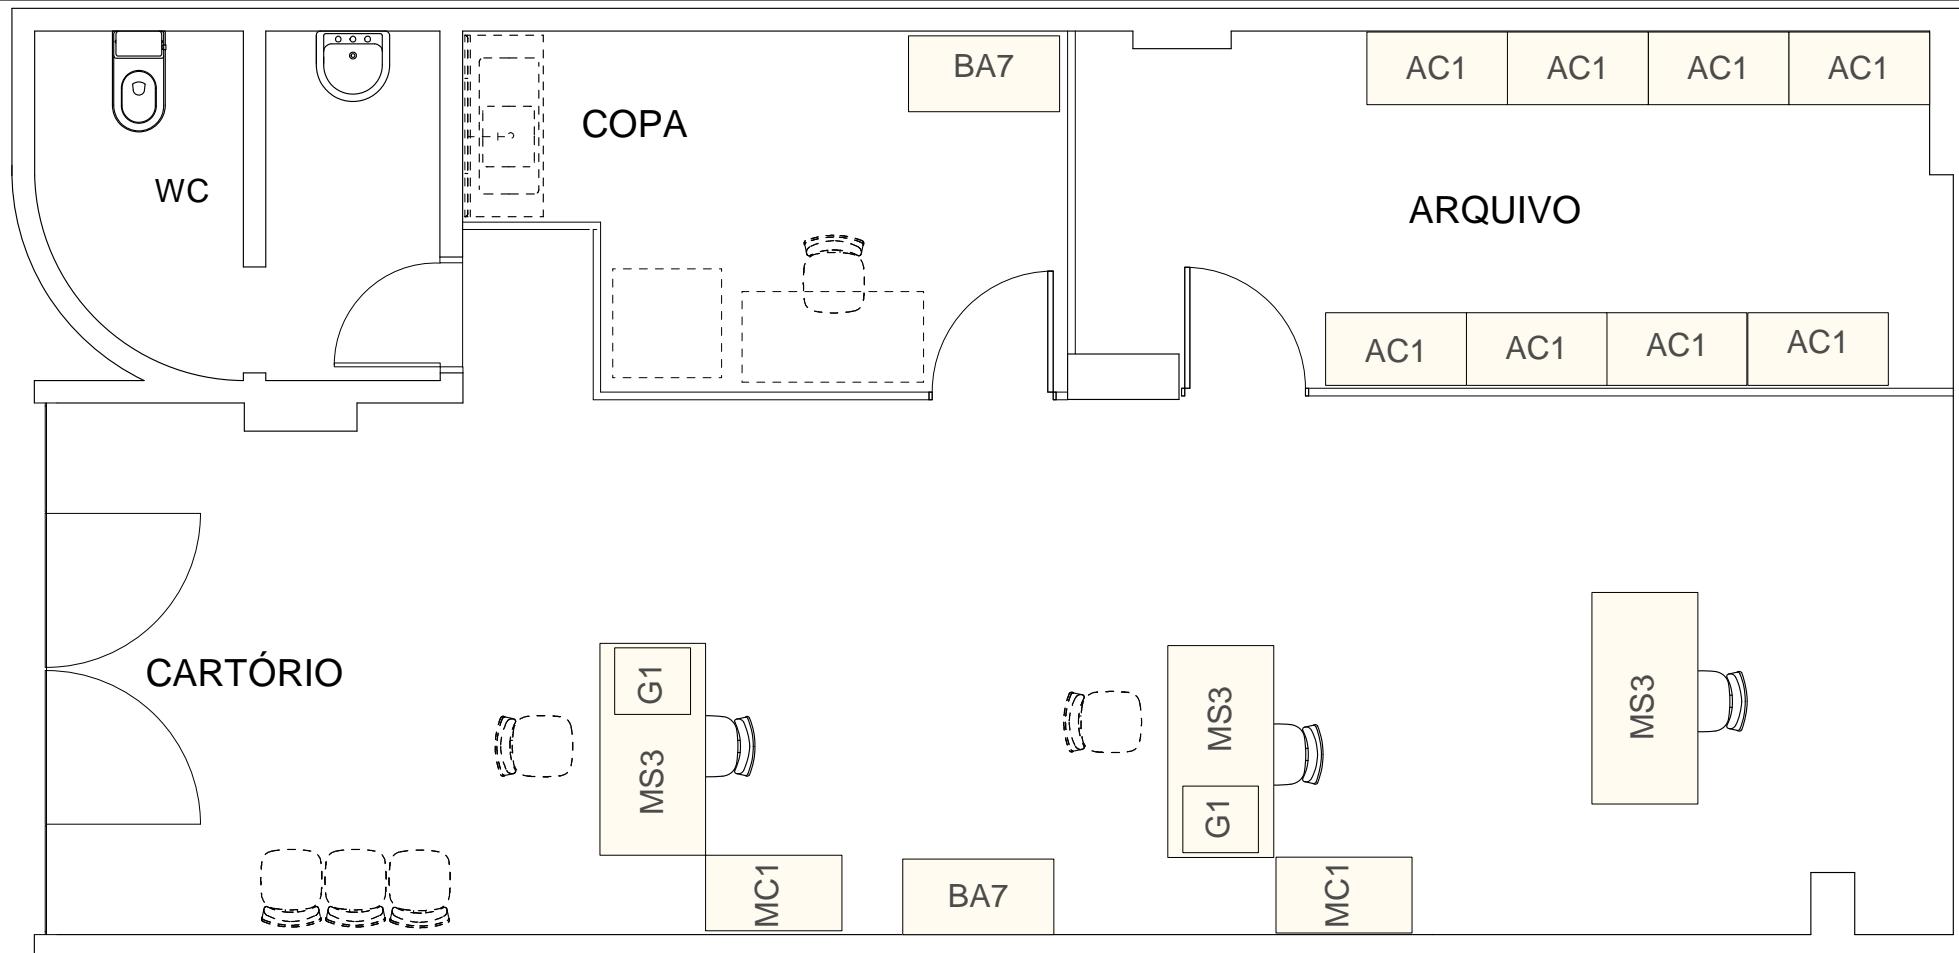 BA7
AC1
AC1
AC1
AC1
COPA
WC
ARQUIVO
AC1
AC1
AC1
AC1
CARTÓRIO
G1
MS3
MS3
G1
MS3
MC1
BA7
MC1